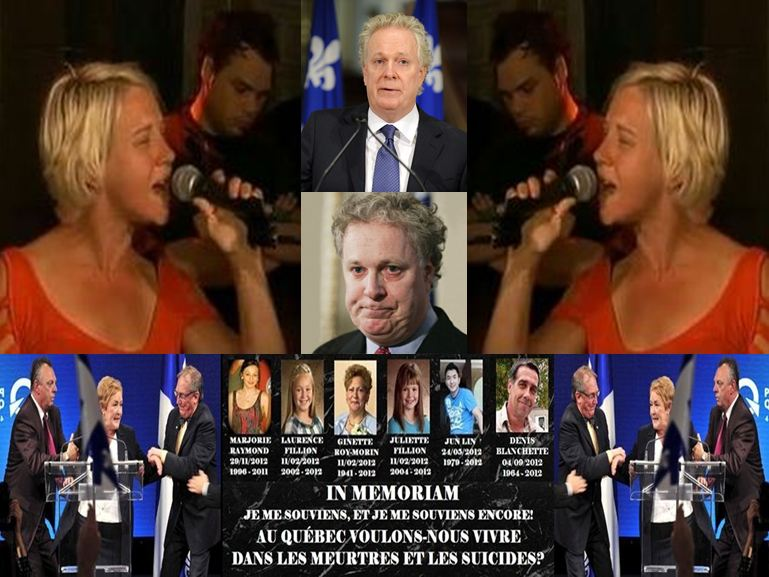 MARJORIE RAYMOND
29/11/2012
1996 - 2011
LAURENCE FILLION
11/02/2012
2002 - 2012
GINETTE ROY-MORIN
11/02/2012
1941 - 2012
JULIETTE FILLION
11/02/2012
2004 - 2012
JUN LIN
24/05/2012
1979 - 2012
DENIS BLANCHETTE
04/09/2012
1964 - 2012
IN MEMORIAM
JE ME SOUVIENS, ET JE ME SOUVIENS ENCORE!
AU QUÉBEC VOULONS-NOUS VIVRE
DANS LES MEURTRES ET LES SUICIDES?